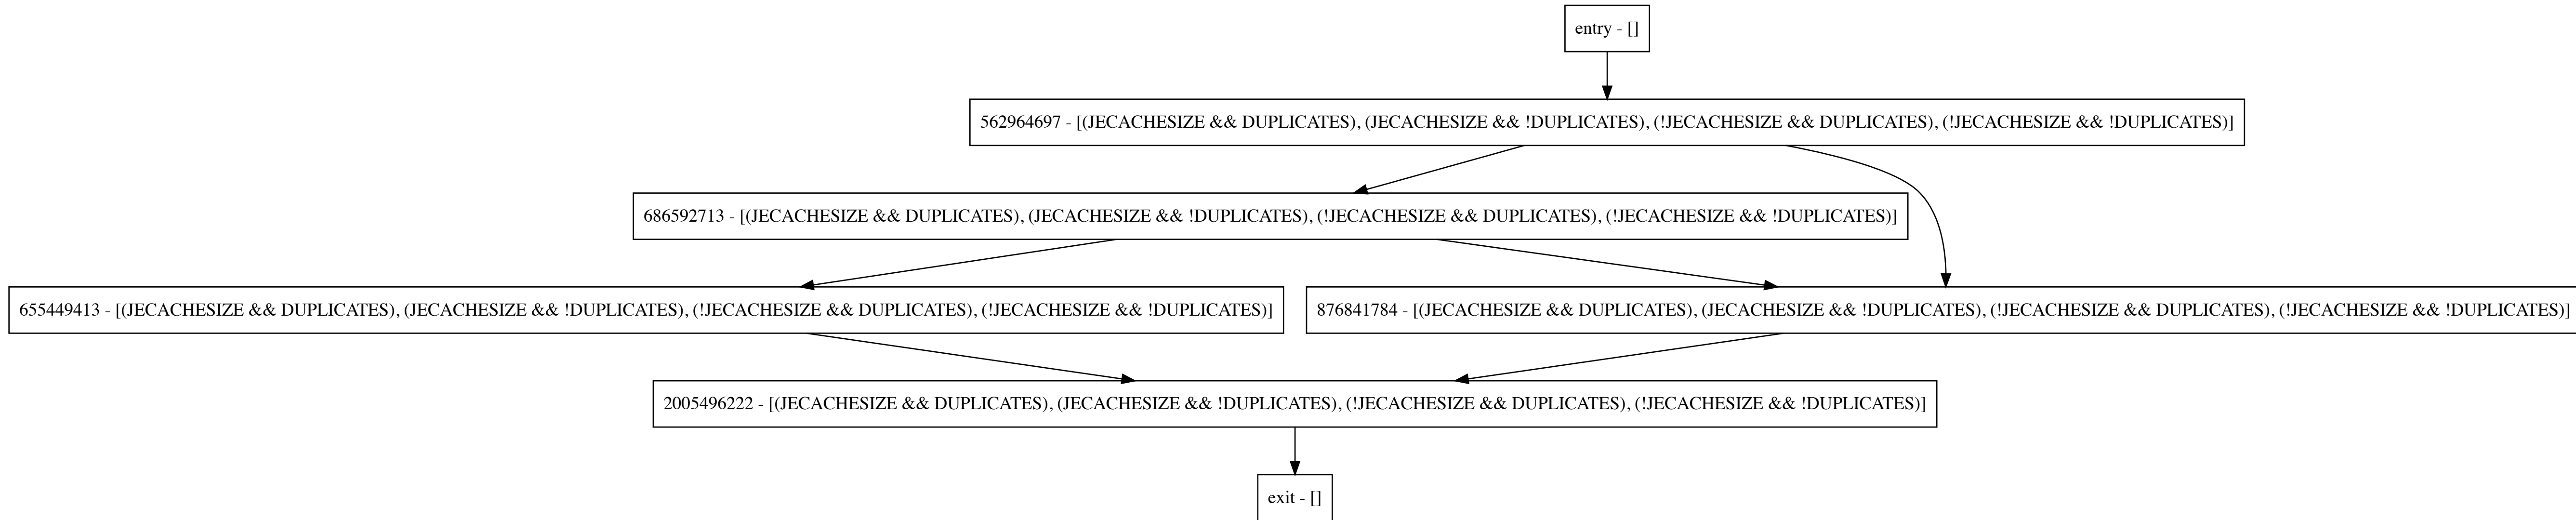 entry - []
562964697 - [(JECACHESIZE && DUPLICATES), (JECACHESIZE && !DUPLICATES), (!JECACHESIZE && DUPLICATES), (!JECACHESIZE && !DUPLICATES)]
686592713 - [(JECACHESIZE && DUPLICATES), (JECACHESIZE && !DUPLICATES), (!JECACHESIZE && DUPLICATES), (!JECACHESIZE && !DUPLICATES)]
655449413 - [(JECACHESIZE && DUPLICATES), (JECACHESIZE && !DUPLICATES), (!JECACHESIZE && DUPLICATES), (!JECACHESIZE && !DUPLICATES)]
876841784 - [(JECACHESIZE && DUPLICATES), (JECACHESIZE && !DUPLICATES), (!JECACHESIZE && DUPLICATES), (!JECACHESIZE && !DUPLICATES)]
2005496222 - [(JECACHESIZE && DUPLICATES), (JECACHESIZE && !DUPLICATES), (!JECACHESIZE && DUPLICATES), (!JECACHESIZE && !DUPLICATES)]
exit - []